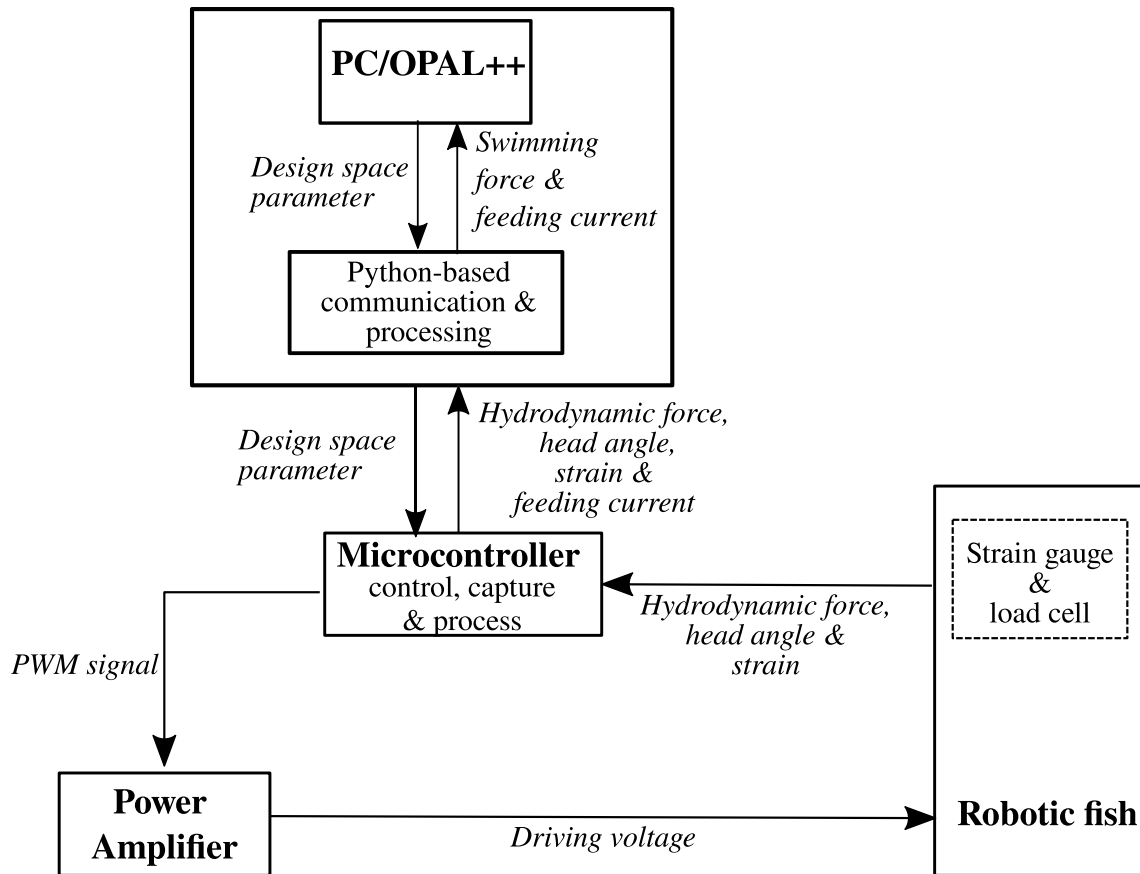 PC/OPAL++
Design space
parameter
Swimming
force &
feeding current
Python-based
communication &
processing
Design space
parameter
Hydrodynamic force,
head angle,
strain &
feeding current
Microcontroller
control, capture
& process
Hydrodynamic force,
head angle &
strain
Strain gauge
&
load cell
PWM signal
Power
Amplifier
Driving voltage
Robotic fish